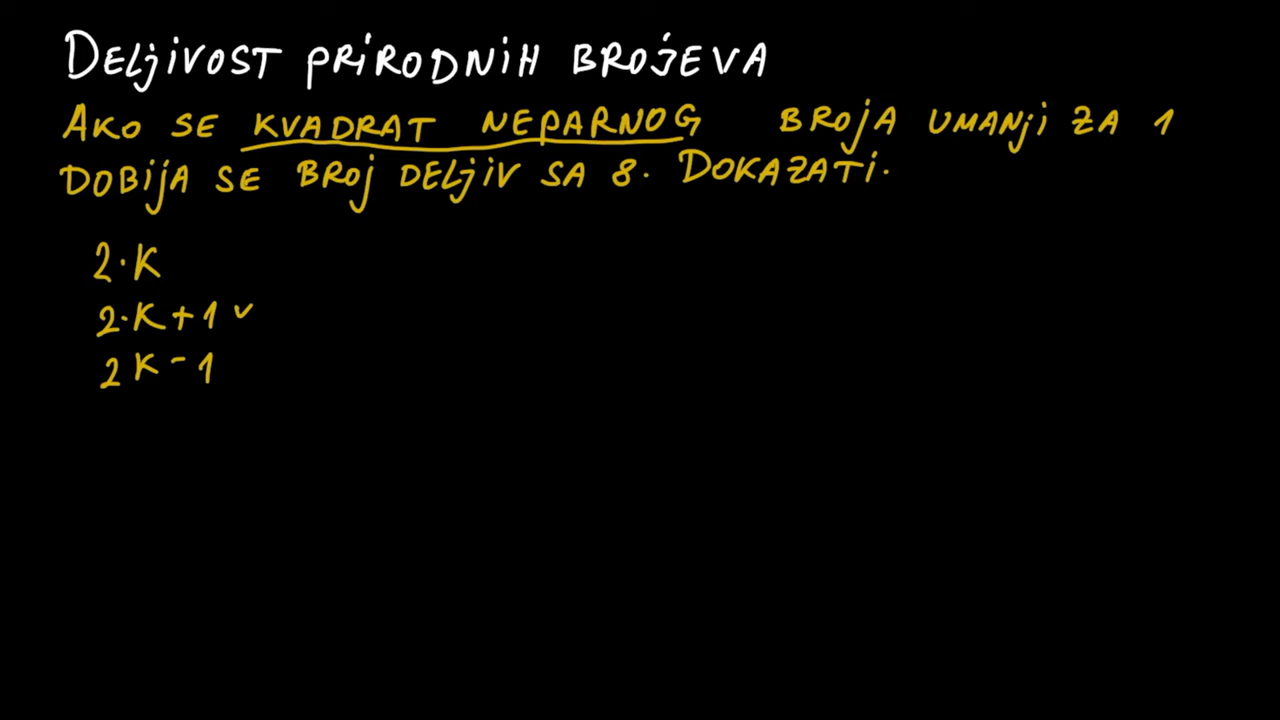 DELjiVOST PRIRODNIH BROJEVA
AKO SE KVADRAT NEPARNOG BROJA UMANji ZA 1
DOBIJA SE BROJ DELjiV SA 8. DOKAZATI.
2·K
2·K+1 ✓
2K-1